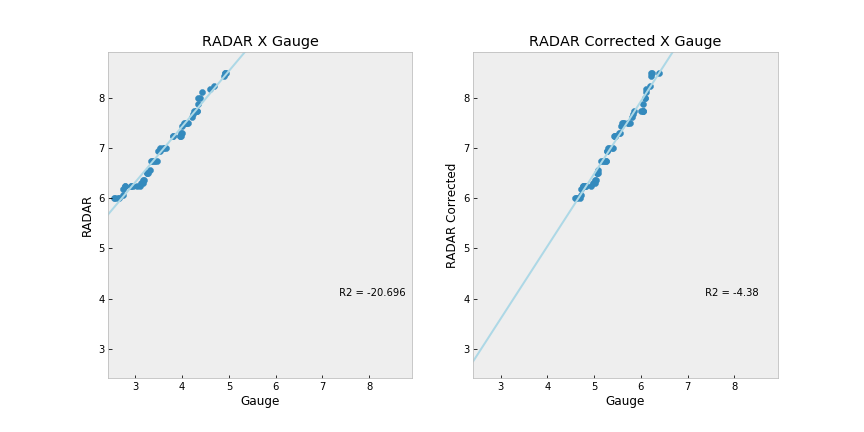 RADAR X Gauge
RADAR
8
7
6
5
4
3
R2 = -20.696
3 4 5 6 7 8
Gauge
RADAR Corrected X Gauge
RADAR Corrected
8
7
6
5
4
3
R2 = -4.38
3 4 5 6 7 8
Gauge